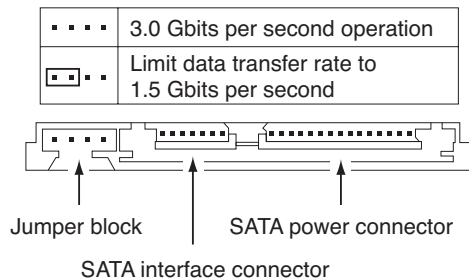 3.0 Gbits per second operation
Limit data transfer rate to
1.5 Gbits per second
Jumper block
SATA power connector
SATA interface connector